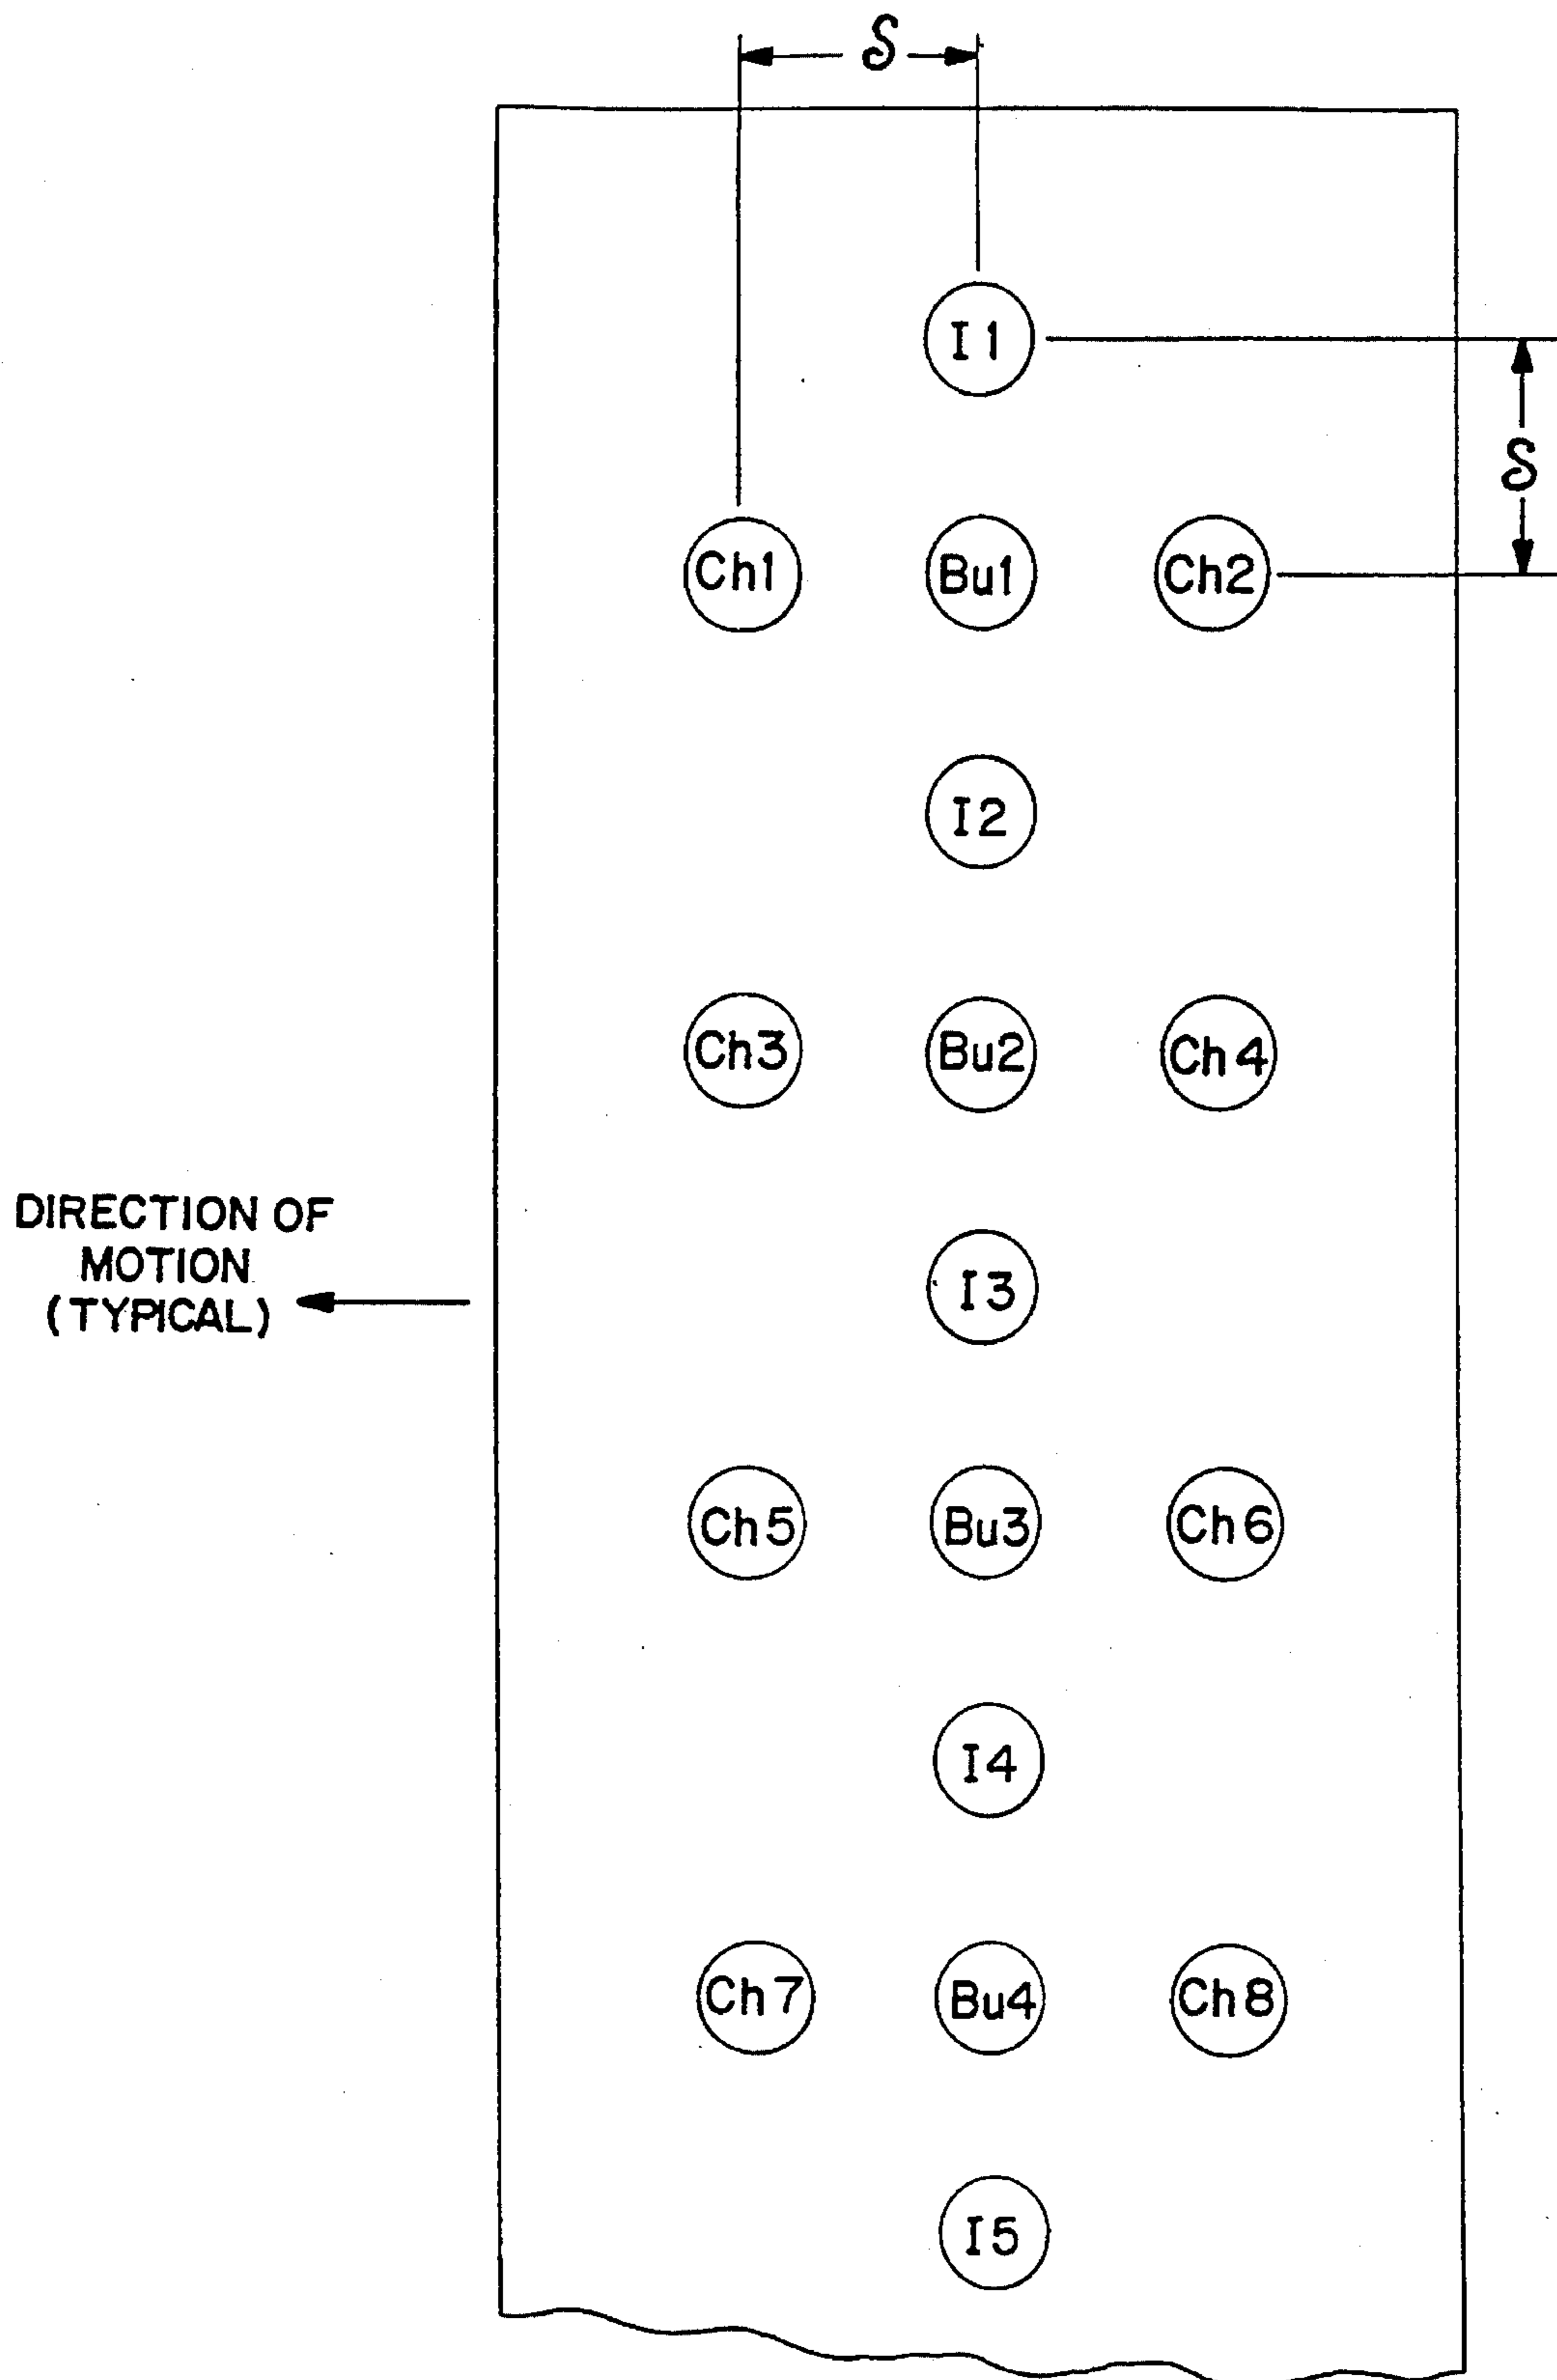 δ
I1
δ
Ch1 Bu1 Ch2
I2
Ch3 Bu2 Ch4
DIRECTION OF
MOTION
(TYPICAL)
I3
Ch5 Bu3 Ch6
I4
Ch7 Bu4 Ch8
I5